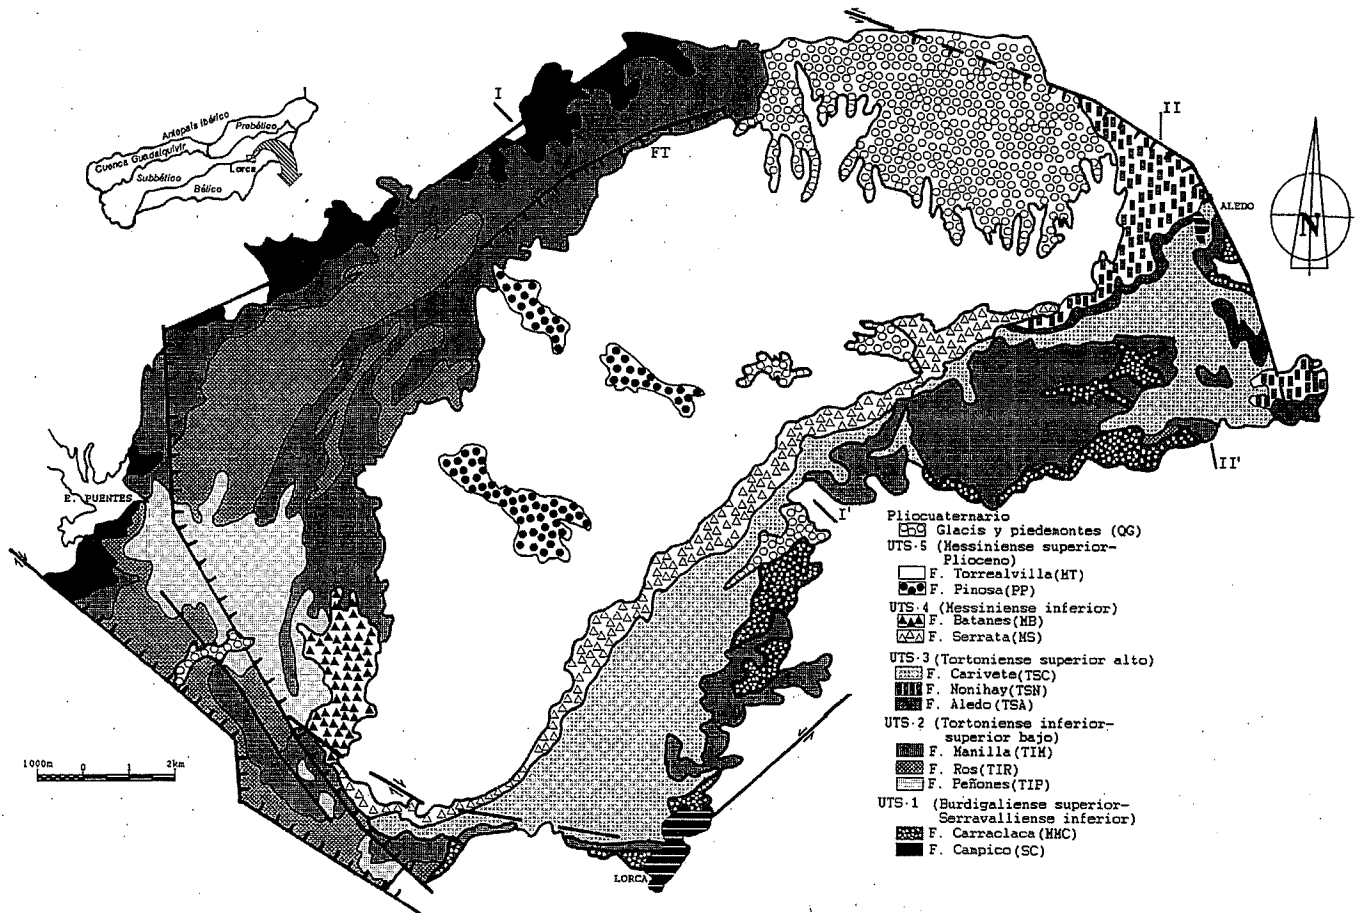 I
II
Antepaís Ibérico
Prebético
Cuenca Guadalquivir
Lorca
Subbético
Bético
FT
ALEDO
N
E. PUENTES
II'
I'
Pliocuaternario
Glacis y piedemontes (QG)
UTS-5 (Messiniense superior-
Plioceno)
F. Torrealvilla(MT)
F. Pinosa(PP)
UTS-4 (Messiniense inferior)
F. Batanes(MB)
F. Serrata(MS)
UTS-3 (Tortoniense superior alto)
F. Carivete(TSC)
F. Nonihay(TSN)
F. Aledo(TSA)
UTS-2 (Tortoniense inferior-
superior bajo)
F. Manilla(TIM)
F. Ros(TIR)
F. Peñones(TIP)
UTS-1 (Burdigaliense superior-
Serravalliense inferior)
F. Carraclaca(MMC)
F. Campico(SC)
1000m 0 1 2km
LORCA